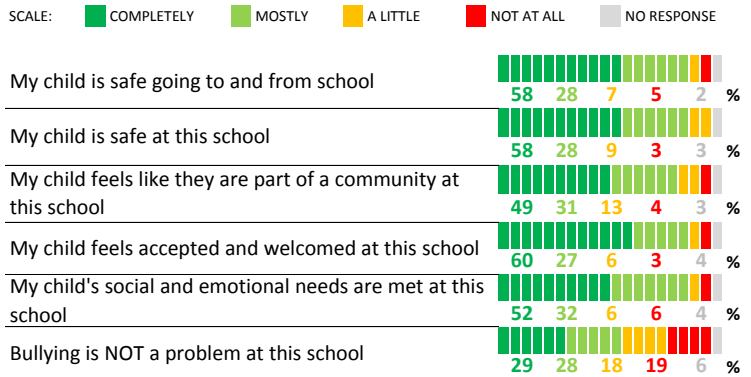 SCALE: COMPLETELY MOSTLY A LITTLE NOT AT ALL NO RESPONSE
My child is safe going to and from school
58 28 7 5 2 %
My child is safe at this school
58 28 9 3 3 %
My child feels like they are part of a community at
this school
49 31 13 4 3 %
My child feels accepted and welcomed at this school
60 27 6 3 4 %
My child's social and emotional needs are met at this
school
52 32 6 6 4 %
Bullying is NOT a problem at this school
29 28 18 19 6 %